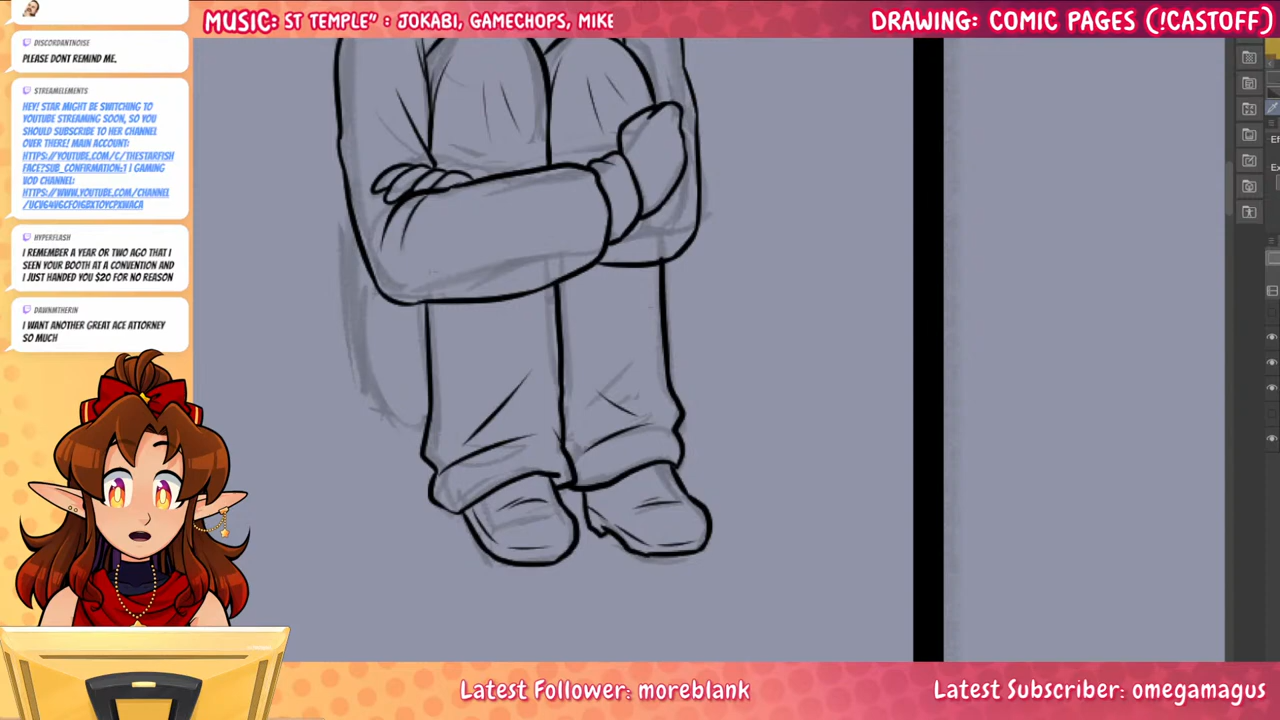 MUSIC: ST TEMPLE" : JOKABI, GAMECHOPS, MIKE
DRAWING: COMIC PAGES (!CASTOFF)
DISCORDANTNOISE
PLEASE DONT REMIND ME.
STREAMELEMENTS
HEY! STAR MIGHT BE SWITCHING TO
YOUTUBE STREAMING SOON, SO YOU
SHOULD SUBSCRIBE TO HER CHANNEL
OVER THERE! MAIN ACCOUNT:
HTTPS://YOUTUBE.COM/C/THESTARFISH
FACE?SUB_CONFIRMATION=1 | GAMING
VOD CHANNEL:
HTTPS://WWW.YOUTUBE.COM/CHANNEL
HYPERFLASH
I REMEMBER A YEAR OR TWO AGO THAT I
SEEN YOUR BOOTH AT A CONVENTION AND
I JUST HANDED YOU $20 FOR NO REASON
DAWNMTHERIN
I WANT ANOTHER GREAT ACE ATTORNEY
SO MUCH
Latest Follower: moreblank
Latest Subscriber: omegamagus